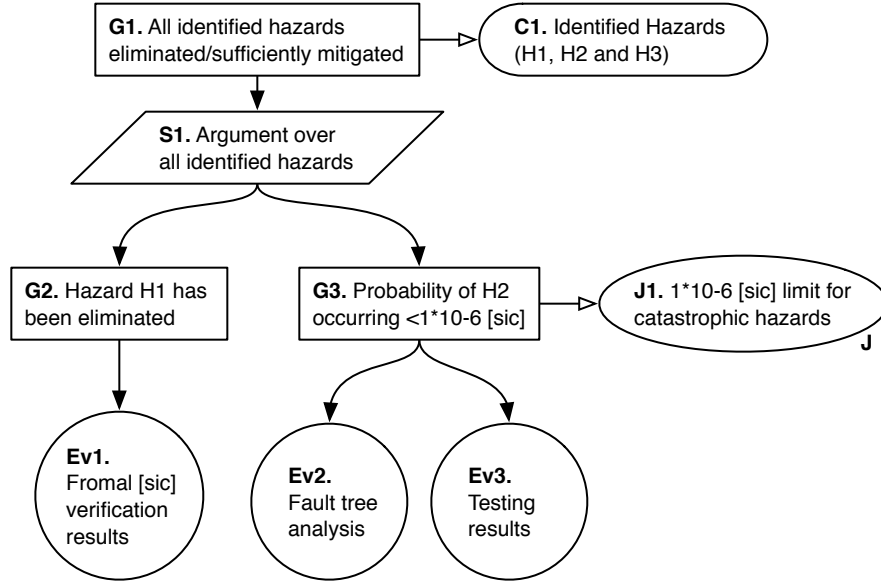 G1. All identified hazards
eliminated/sufficiently mitigated
C1. Identified Hazards
(H1, H2 and H3)
S1. Argument over
all identified hazards
G2. Hazard H1 has
been eliminated
G3. Probability of H2
occurring <1*10-6 [sic]
J1. 1*10-6 [sic] limit for
catastrophic hazards
J
Ev1.
Fromal [sic]
verification
results
Ev2.
Fault tree
analysis
Ev3.
Testing
results